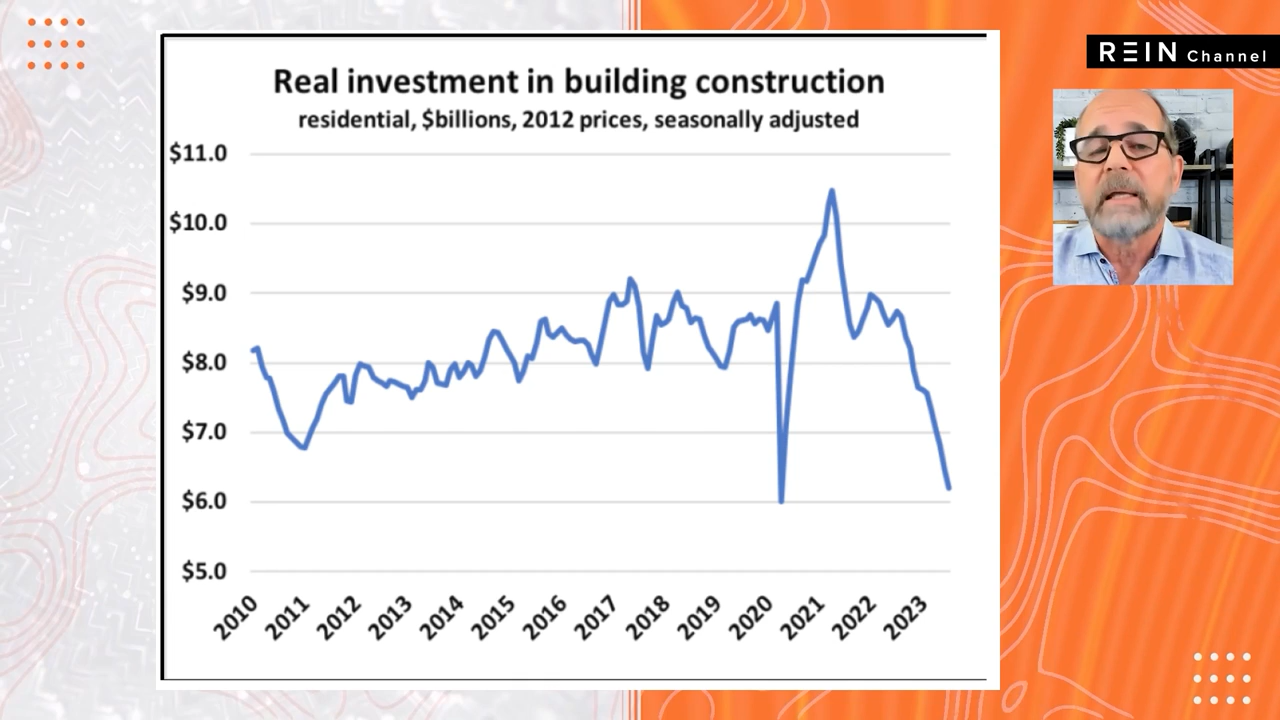 REIN Channel
Real investment in building construction
residential, $billions, 2012 prices, seasonally adjusted
$11.0
$10.0
$9.0
$8.0
$7.0
$6.0
$5.0
2010 2011 2012 2013 2014 2015 2016 2017 2018 2019 2020 2021 2022 2023